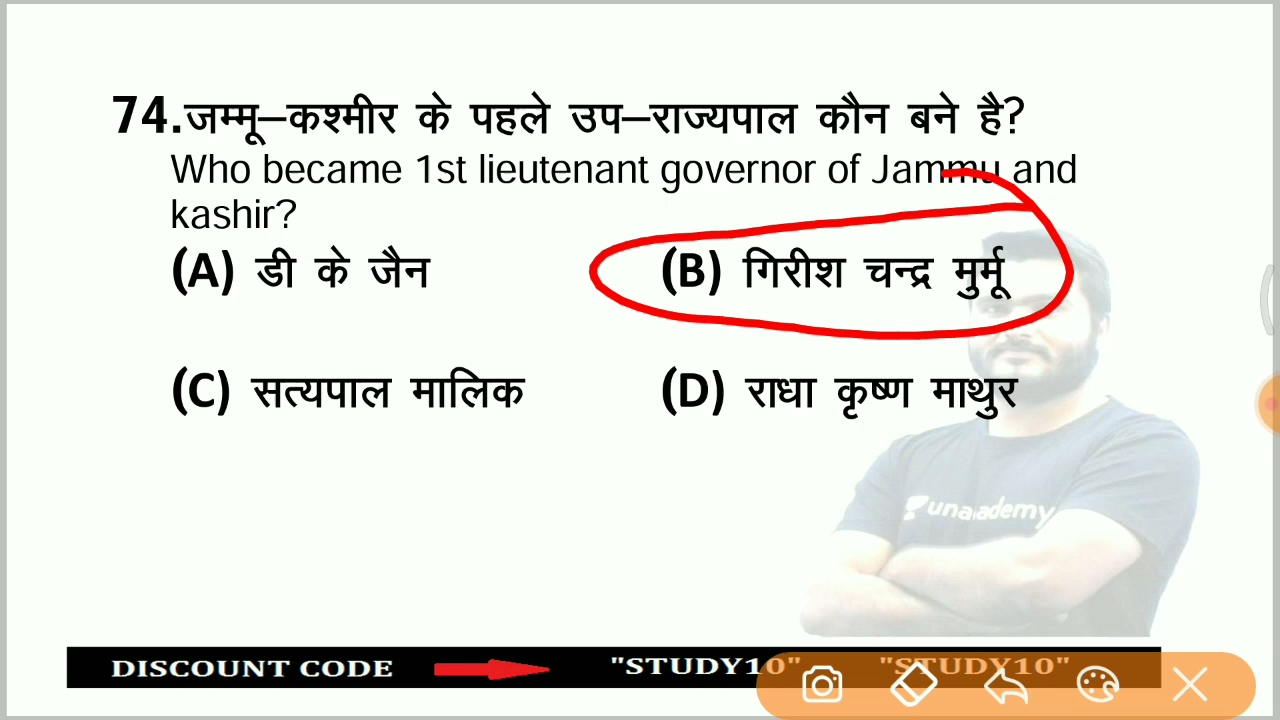 74.जम्मू–कश्मीर के पहले उप–राज्यपाल कौन बने है?
Who became 1st lieutenant governor of Jammu and
kashir?
(A) डी के जैन (B) गिरीश चन्द्र मुर्मू
(C) सत्यपाल मालिक (D) राधा कृष्ण माथुर
unacademy
DISCOUNT CODE "STUDY10" "STUDY10"